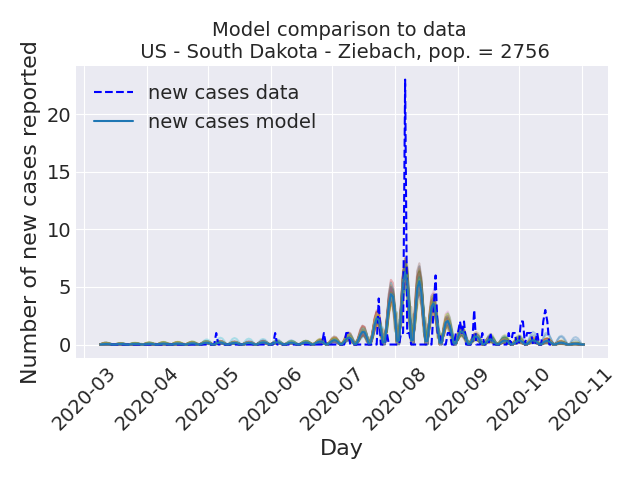 Model comparison to data
US - South Dakota - Ziebach, pop. = 2756
Number of new cases reported
20
15
10
5
0
new cases data
new cases model
2020-03
2020-04
2020-05
2020-06
2020-07
2020-08
2020-09
2020-10
2020-11
Day